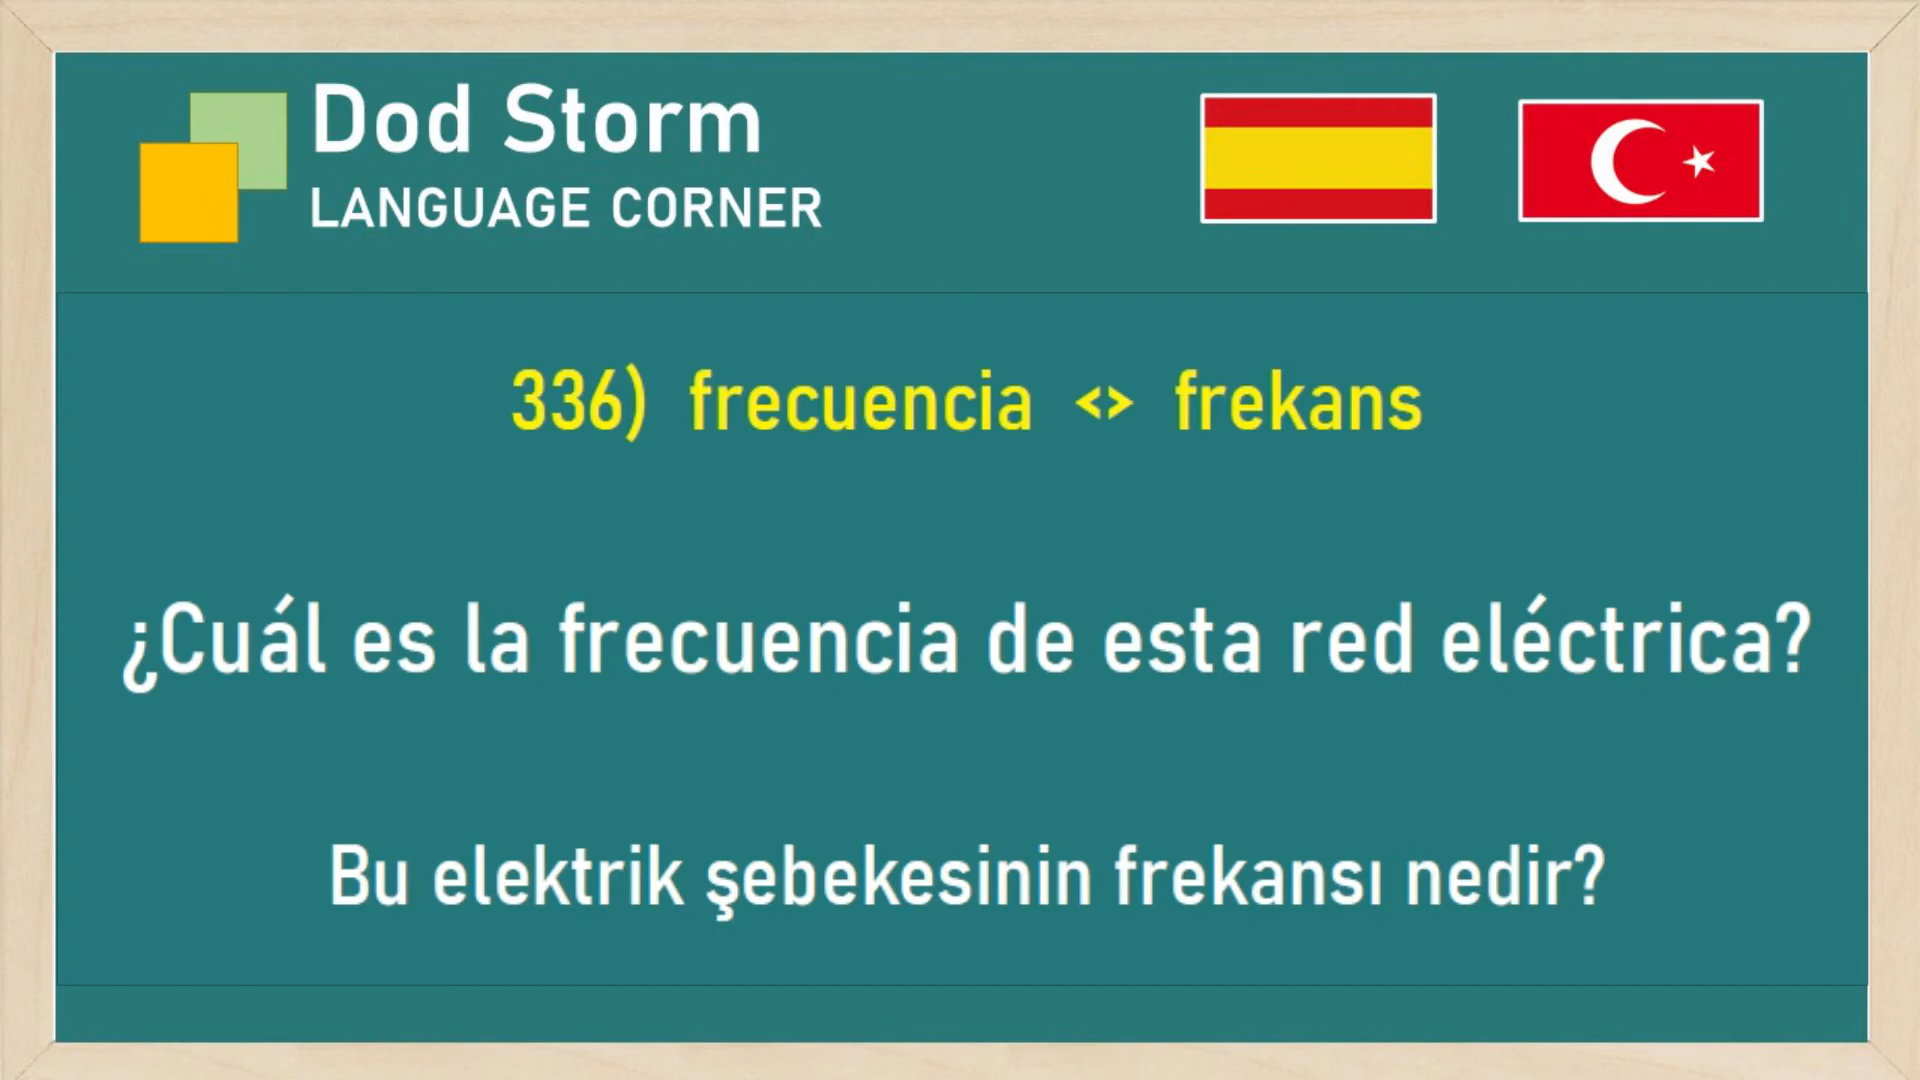 Dod Storm
LANGUAGE CORNER
336) frecuencia <> frekans
¿Cuál es la frecuencia de esta red eléctrica?
Bu elektrik şebekesinin frekansı nedir?